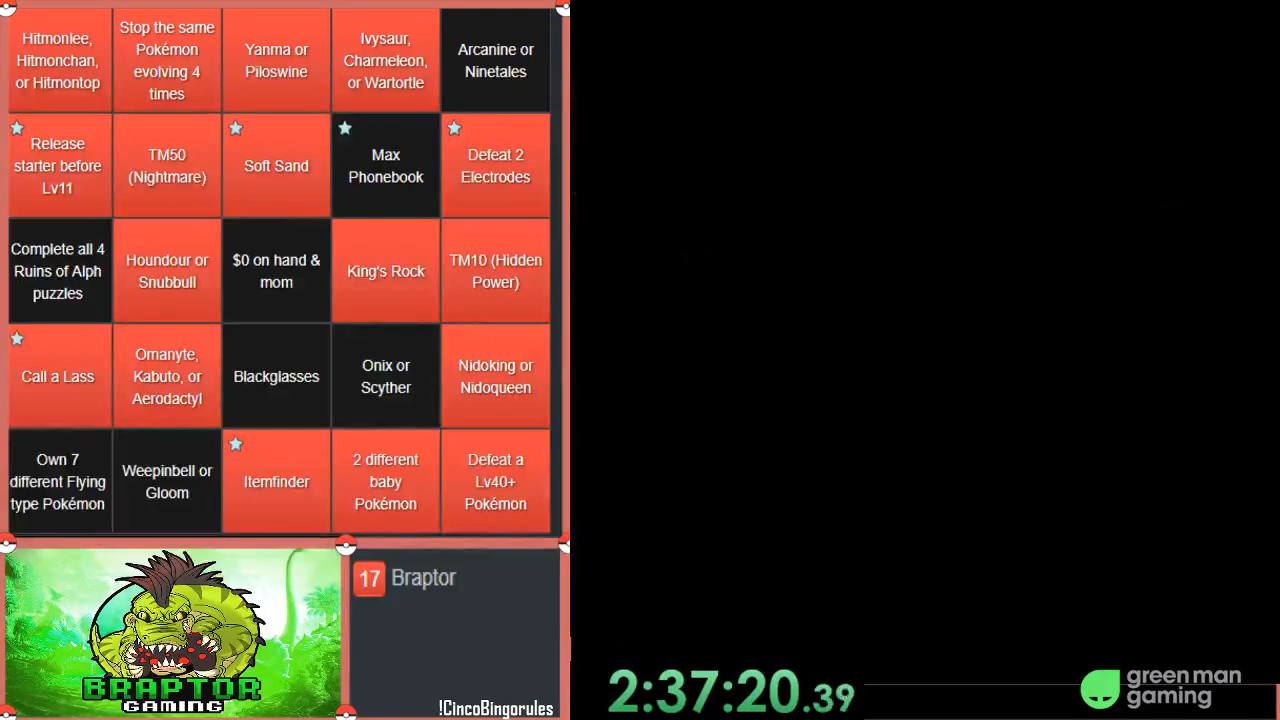 Hitmonlee,
Hitmonchan,
or Hitmontop
Stop the same
Pokémon
evolving 4
times
Yanma or
Piloswine
Ivysaur,
Charmeleon,
or Wartortle
Arcanine or
Ninetales
Release
starter before
Lv11
TM50
(Nightmare)
Soft Sand
Max
Phonebook
Defeat 2
Electrodes
Complete all 4
Ruins of Alph
puzzles
Houndour or
Snubbull
$0 on hand &
mom
King's Rock
TM10 (Hidden
Power)
Call a Lass
Omanyte,
Kabuto, or
Aerodactyl
Blackglasses
Onix or
Scyther
Nidoking or
Nidoqueen
Own 7
different Flying
type Pokémon
Weepinbell or
Gloom
Itemfinder
2 different
baby
Pokémon
Defeat a
Lv40+
Pokémon
BRAPTOR
GAMING
17 Braptor
!CincoBingorules
2:37:20.39
green man
gaming